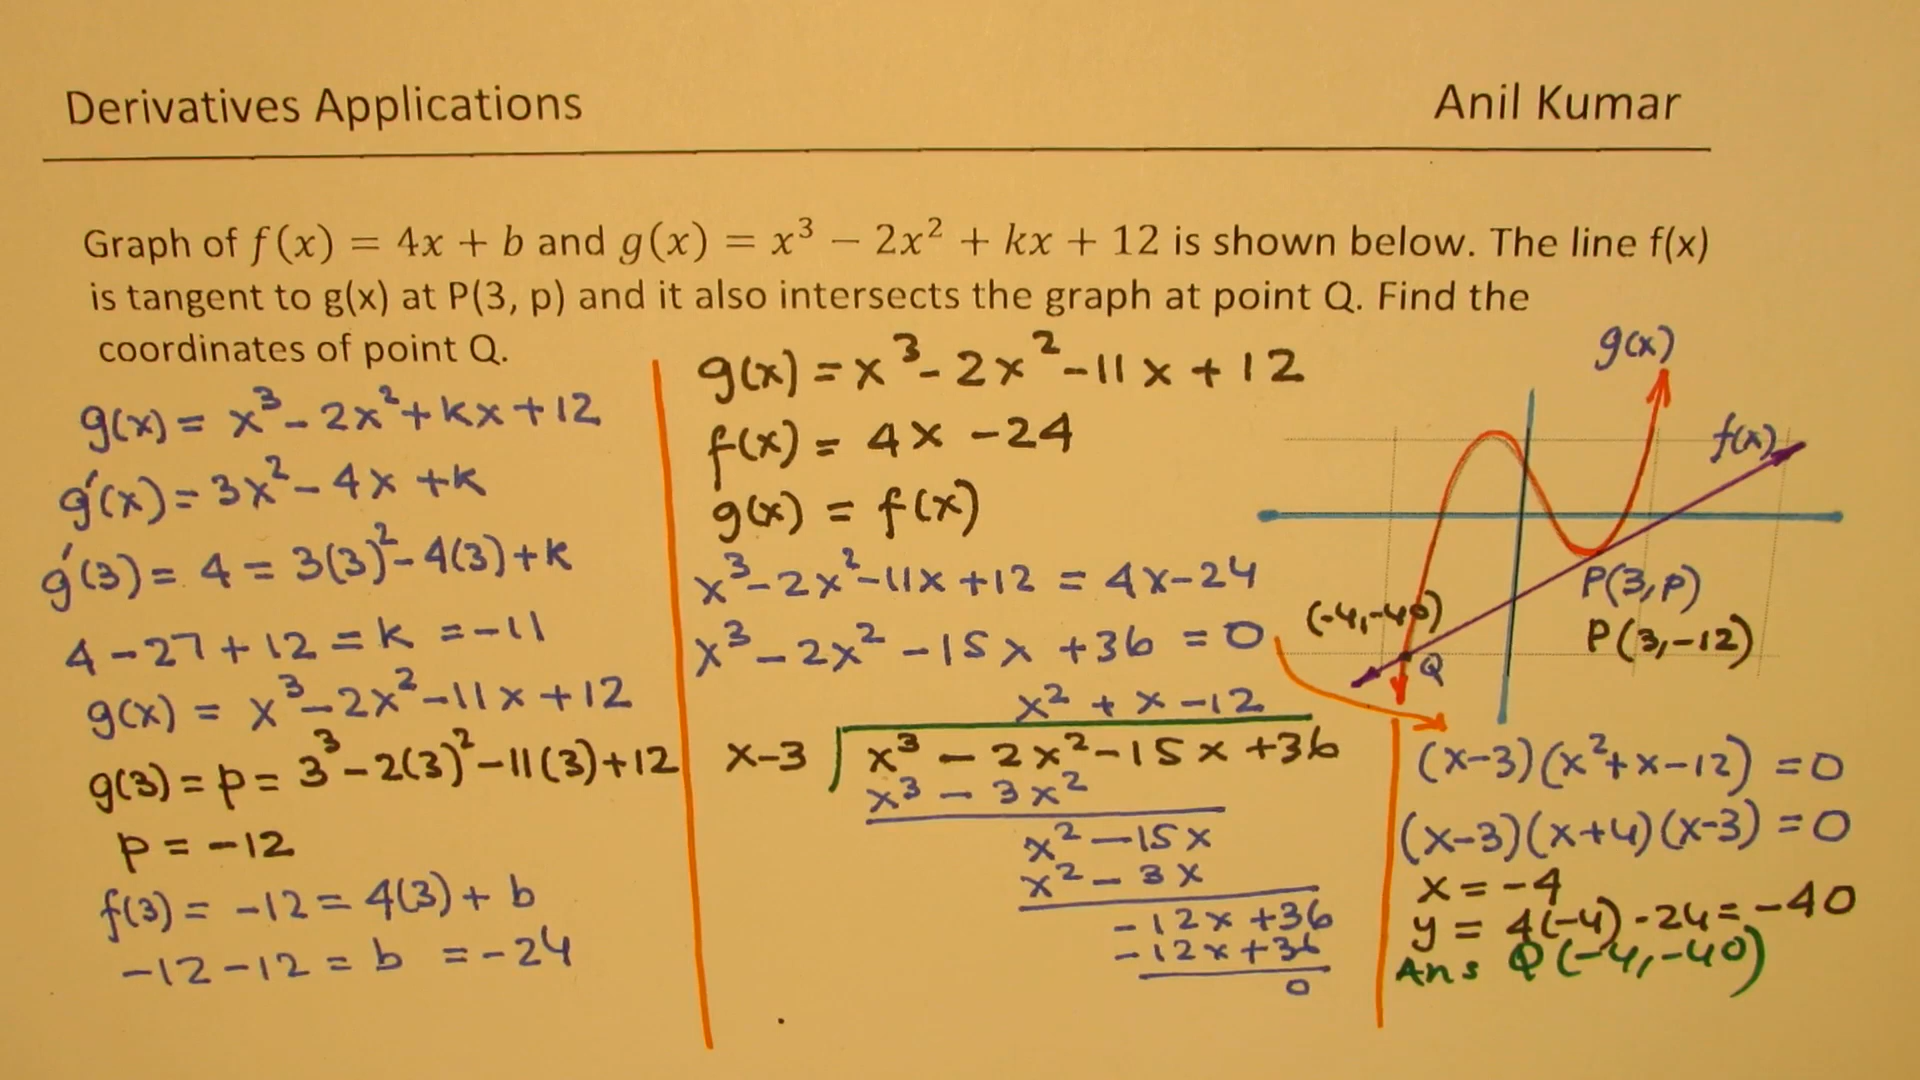 Derivatives Applications
Anil Kumar
Graph of f(x) = 4x + b and g(x) = x³ − 2x² + kx + 12 is shown below. The line f(x)
is tangent to g(x) at P(3, p) and it also intersects the graph at point Q. Find the
coordinates of point Q.
g(x) = x³ − 2x² + kx + 12
g'(x) = 3x² − 4x + k
g'(3) = 4 = 3(3)² − 4(3) + k
4 − 27 + 12 = k = −11
g(x) = x³ − 2x² − 11x + 12
g(3) = p = 3³ − 2(3)² − 11(3) + 12
p = −12
f(3) = −12 = 4(3) + b
−12 − 12 = b = −24
g(x) = x³ − 2x² − 11x + 12
f(x) = 4x − 24
g(x) = f(x)
x³ − 2x² − 11x + 12 = 4x − 24
x³ − 2x² − 15x + 36 = 0
x² + x − 12
x−3 x³ − 2x² − 15x + 36
x³ − 3x²
x² − 15x
x² − 3x
−12x + 36
−12x + 36
0
g(x)
f(x)
P(3, p)
P(3, −12)
(−4, −40)
Q
(x−3)(x² + x − 12) = 0
(x−3)(x+4)(x−3) = 0
x = −4
y = 4(−4) − 24 = −40
Ans Q(−4, −40)